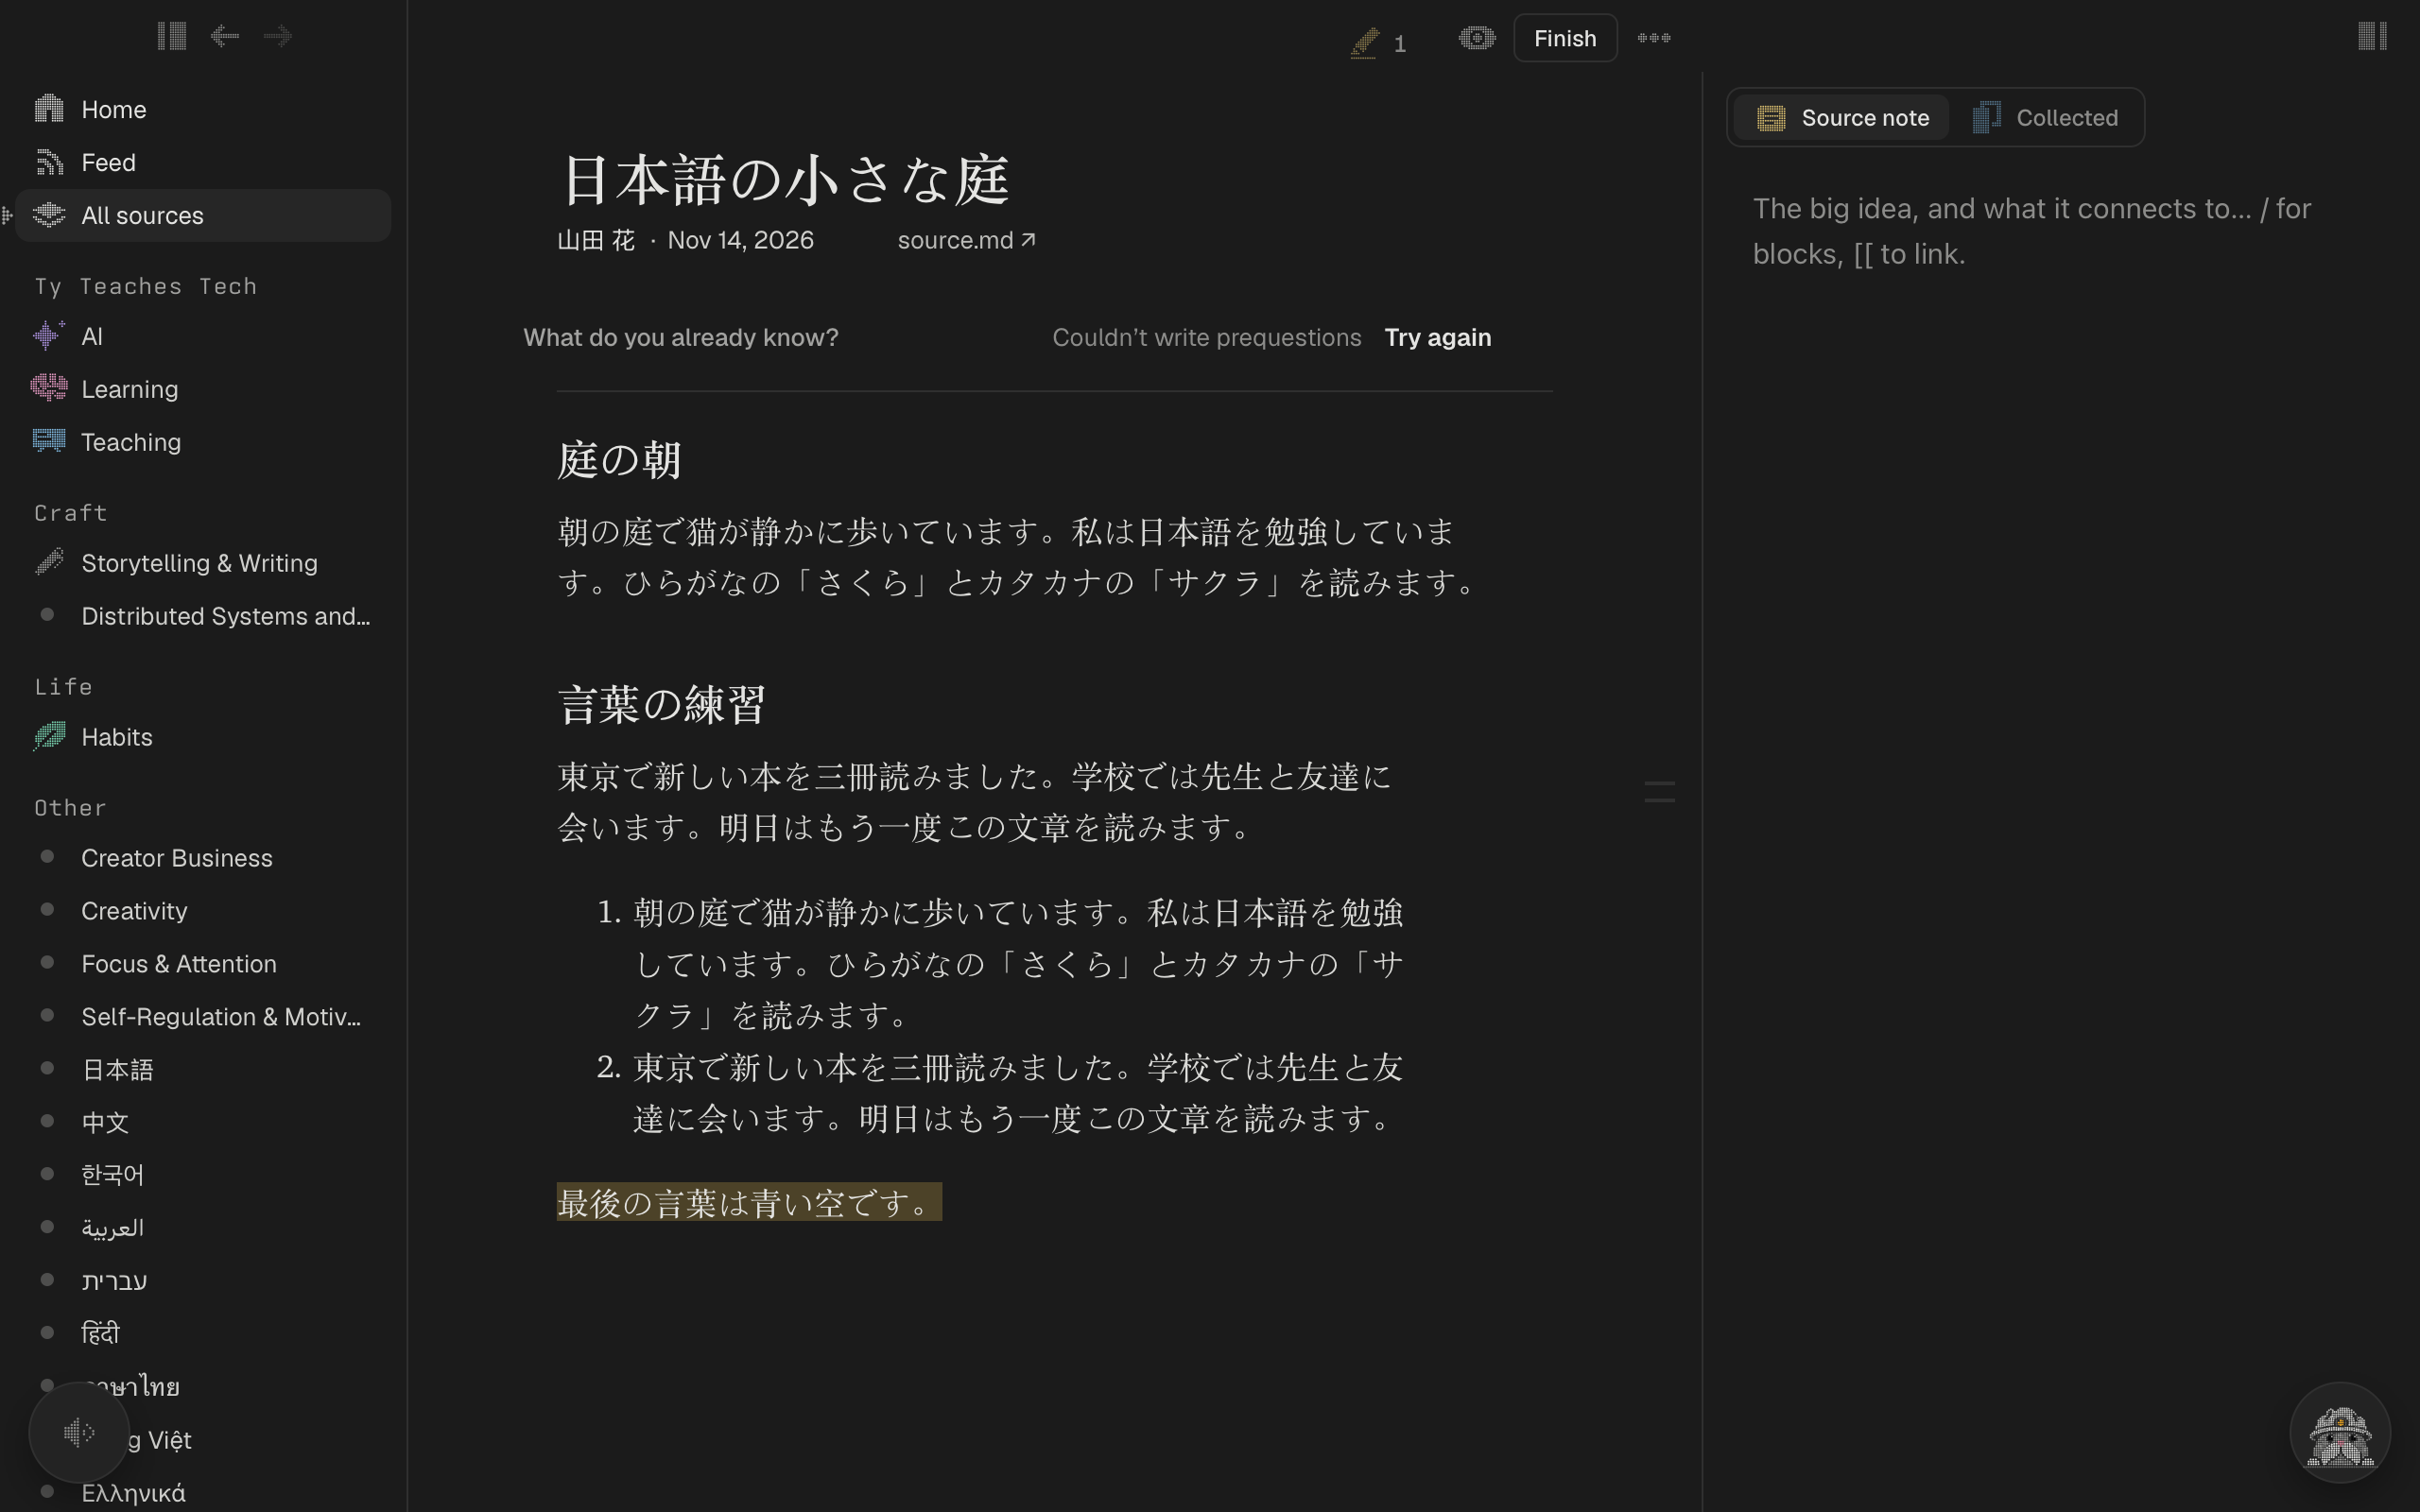 1
Finish
Home
Feed
All sources
Ty Teaches Tech
AI
Learning
Teaching
Craft
Storytelling & Writing
Distributed Systems and...
Life
Habits
Other
Creator Business
Creativity
Focus & Attention
Self-Regulation & Motiv...
日本語
中文
한국어
العربية
עברית
हिंदी
ไทย
Việt
Ελληνικά
日本語の小さな庭
山田 花 · Nov 14, 2026 source.md
What do you already know? Couldn't write prequestions Try again
庭の朝
朝の庭で猫が静かに歩いています。私は日本語を勉強していま
す。ひらがなの「さくら」とカタカナの「サクラ」を読みます。
言葉の練習
東京で新しい本を三冊読みました。学校では先生と友達に
会います。明日はもう一度この文章を読みます。
1. 朝の庭で猫が静かに歩いています。私は日本語を勉強
しています。ひらがなの「さくら」とカタカナの「サ
クラ」を読みます。
2. 東京で新しい本を三冊読みました。学校では先生と友
達に会います。明日はもう一度この文章を読みます。
最後の言葉は青い空です。
Source note Collected
The big idea, and what it connects to... / for
blocks, [[ to link.